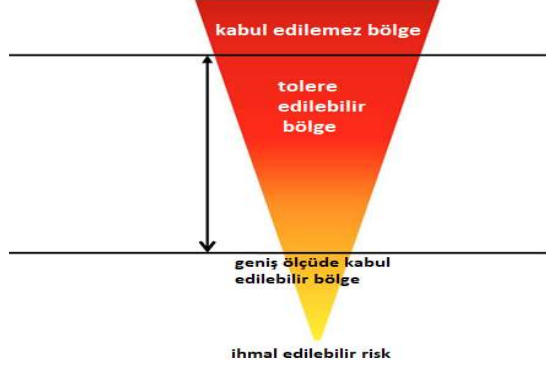 kabul edilemez bölge
tolere
edilebilir
bölge
geniş ölçüde kabul
edilebilir bölge
ihmal edilebilir risk